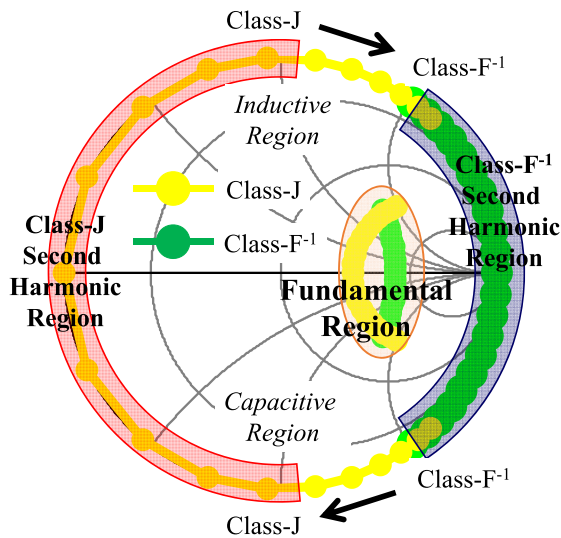 Class-J
Class-F⁻¹
Inductive
Region
Class-J
Class-F⁻¹
Class-J
Second
Harmonic
Region
Class-F⁻¹
Second
Harmonic
Region
Fundamental
Region
Capacitive
Region
Class-F⁻¹
Class-J